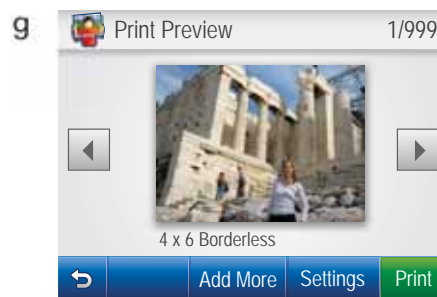 g
Print Preview 1/999
4 x 6 Borderless
Add More Settings Print